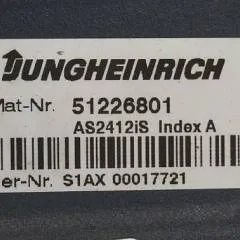 JUNGHEINRICH
Mat-Nr. 51226801
AS2412iS Index A
er-Nr. S1AX 00017721